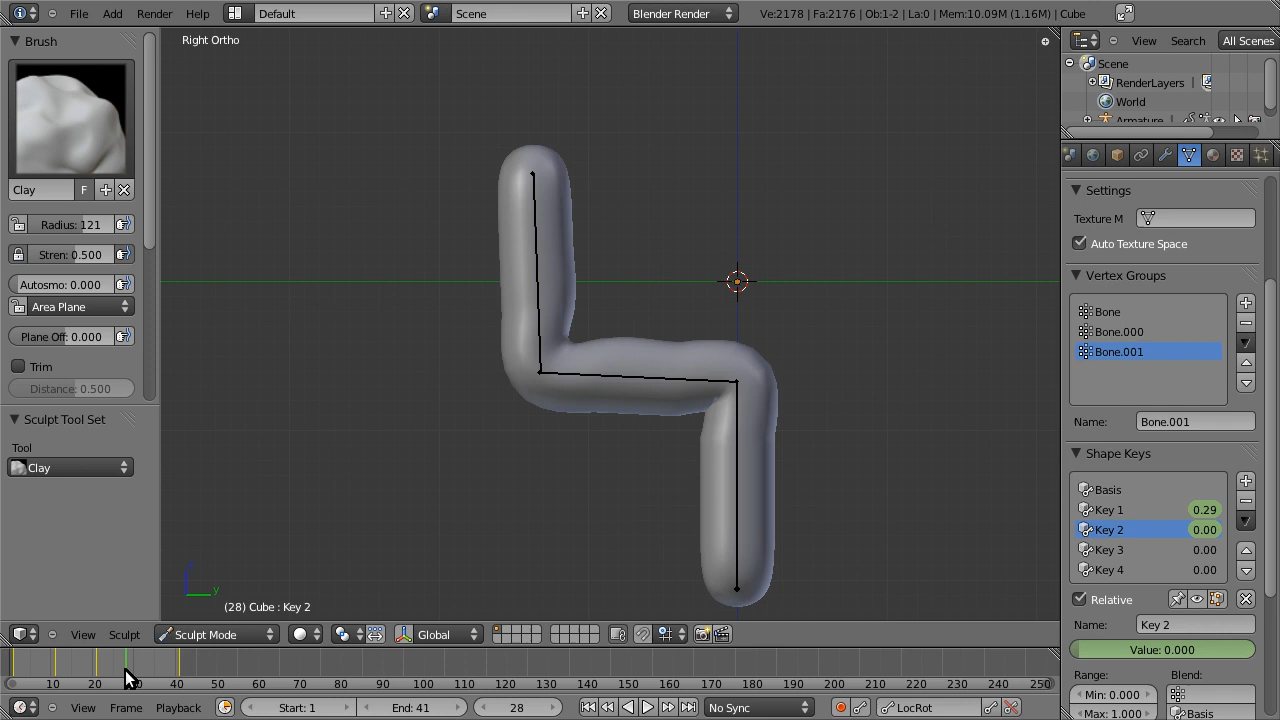 File Add Render Help Default Scene Blender Render Ve:2178 | Fa:2176 | Ob:1-2 | La:0 | Mem:10.09M (1.16M) | Cube
Brush
Clay F
Radius: 121
Stren: 0.500
Autosmo: 0.000
Area Plane
Plane Off: 0.000
Trim
Distance: 0.500
Sculpt Tool Set
Tool
Clay
Right Ortho
z
y
(28) Cube : Key 2
View Search All Scenes
Scene
RenderLayers |
World
Armature
Settings
Texture M
Auto Texture Space
Vertex Groups
Bone
Bone.000
Bone.001
Name: Bone.001
Shape Keys
Basis
Key 1 0.29
Key 2 0.00
Key 3 0.00
Key 4 0.00
Relative
Name: Key 2
Value: 0.000
Range: Blend:
Min: 0.000
Max: 1.000 Basis
View Sculpt Sculpt Mode Global
10 20 40 50 60 70 80 90 100 110 120 130 140 150 160 170 180 190 200 210 220 230 240 250
View Frame Playback Start: 1 End: 41 28 No Sync LocRot